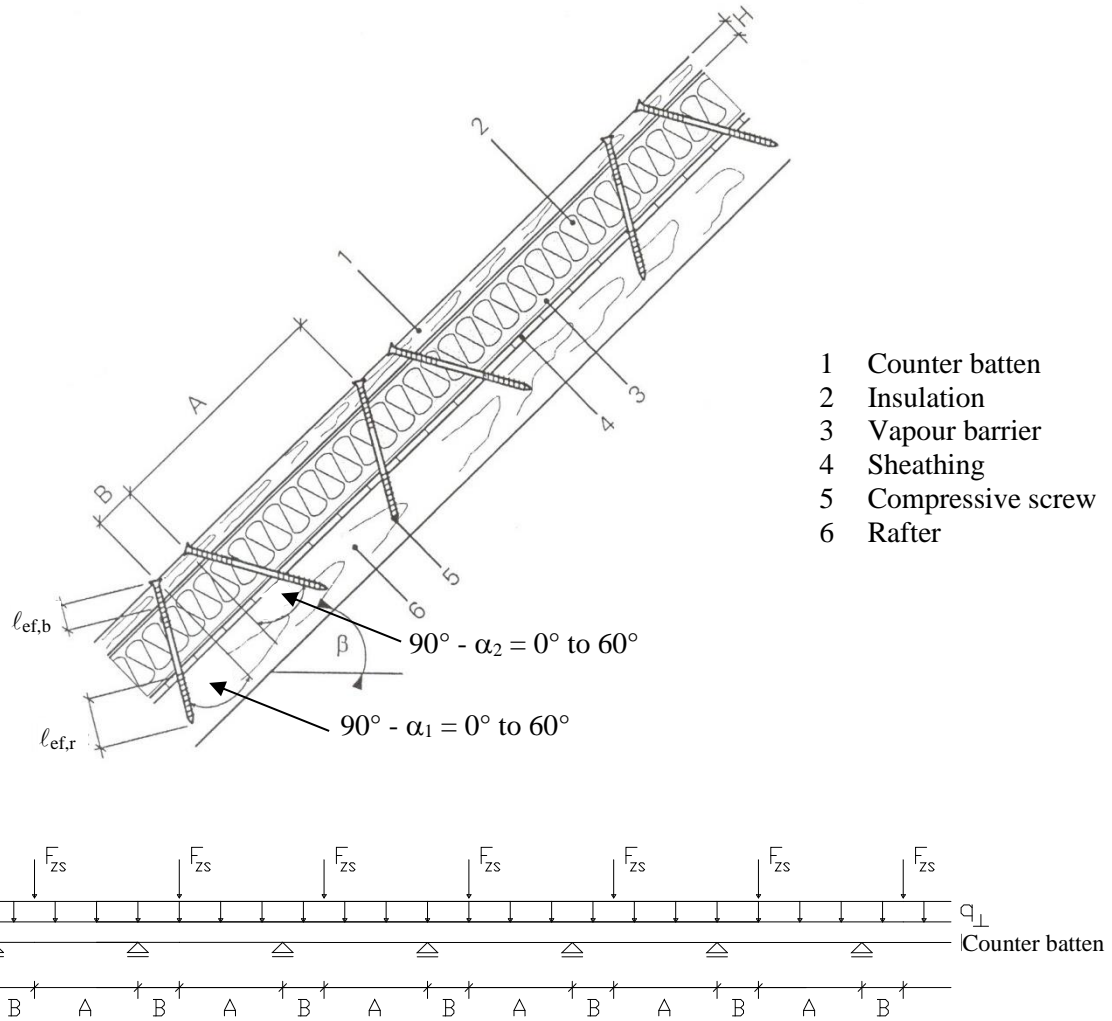 H
2
1
A
B
3
4
5
6
β
ℓef,b
ℓef,r
90° - α2 = 0° to 60°
90° - α1 = 0° to 60°
1 Counter batten
2 Insulation
3 Vapour barrier
4 Sheathing
5 Compressive screw
6 Rafter
Fzs Fzs Fzs Fzs Fzs Fzs Fzs
q⊥
Counter batten
B A B A B A B A B A B A B